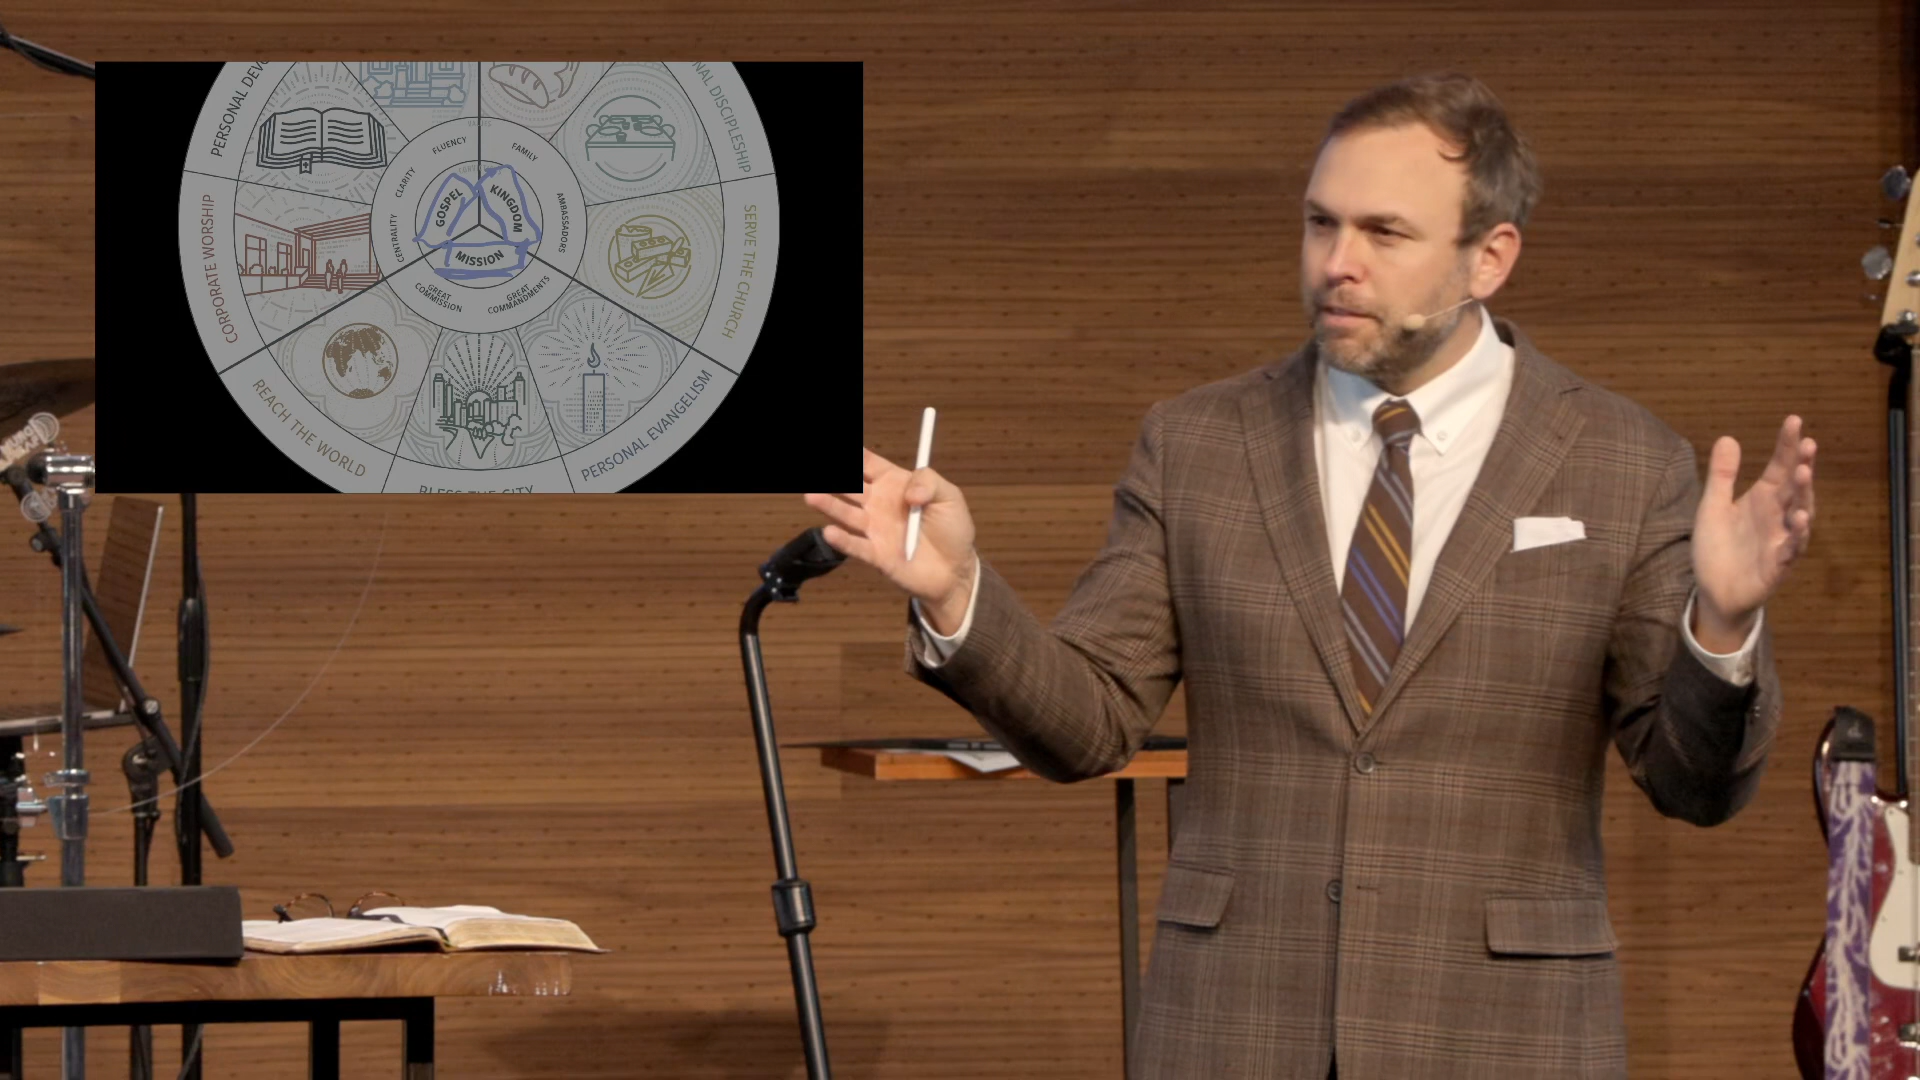 PERSONAL DEVO
NAL DISCIPLESHIP
CORPORATE WORSHIP
SERVE THE CHURCH
REACH THE WORLD
BLESS THE CITY
PERSONAL EVANGELISM
FLUENCY
FAMILY
CLARITY
AMBASSADORS
CENTRALITY
GREAT
COMMISSION
GREAT
COMMANDMENTS
GOSPEL
KINGDOM
MISSION